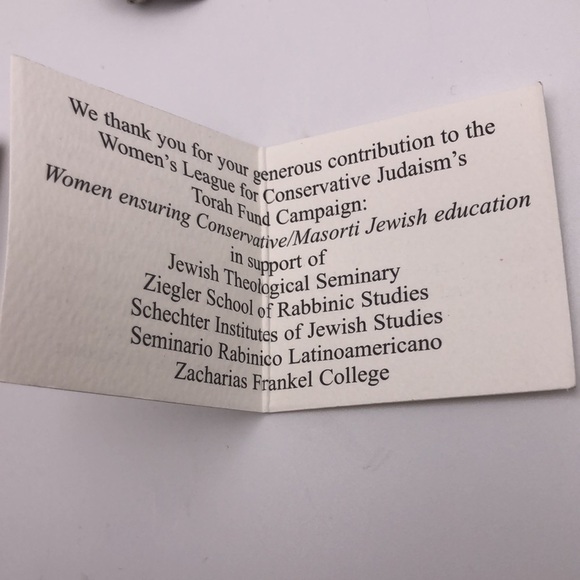 We thank you for your generous contribution to the
Women's League for Conservative Judaism's
Torah Fund Campaign:
Women ensuring Conservative/Masorti Jewish education
in support of
Jewish Theological Seminary
Ziegler School of Rabbinic Studies
Schechter Institutes of Jewish Studies
Seminario Rabinico Latinoamericano
Zacharias Frankel College